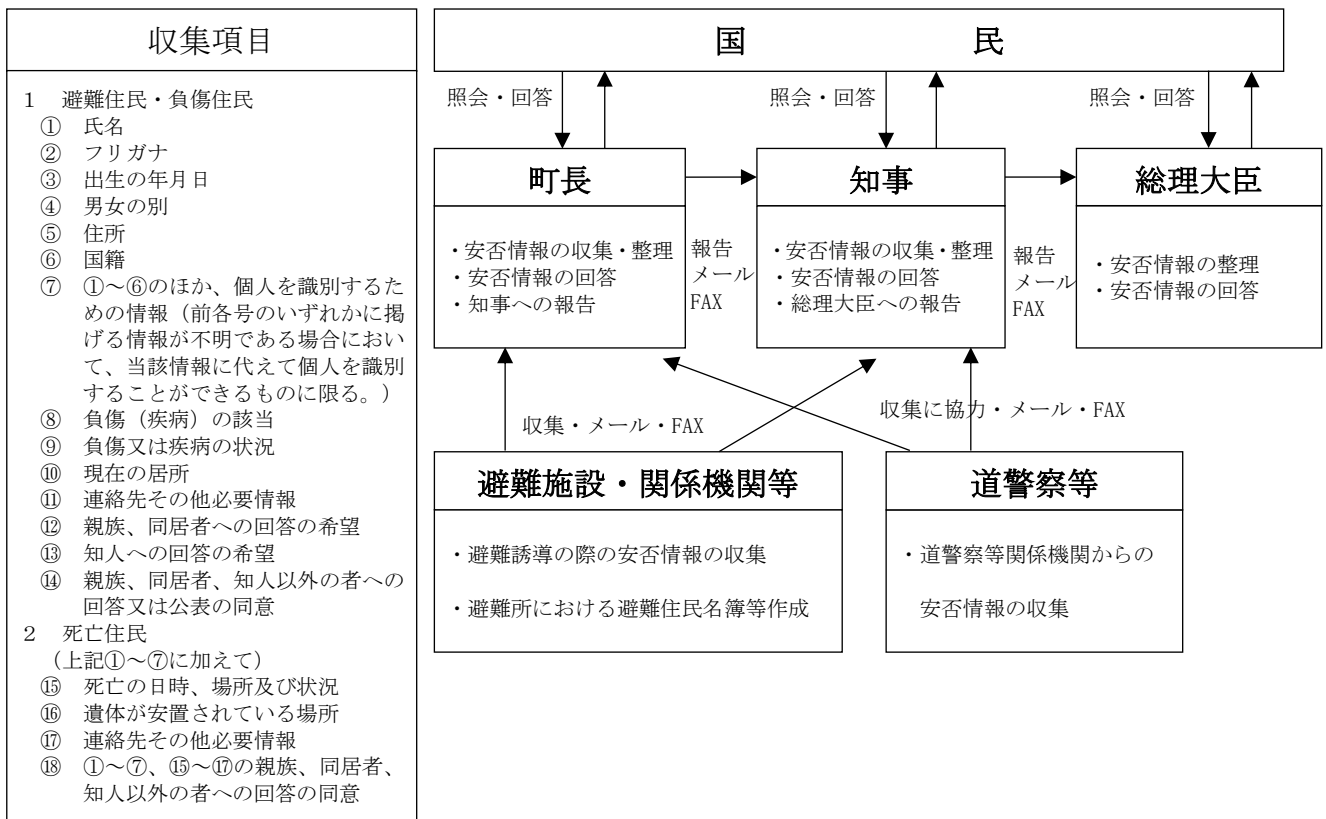 収集項目
1 避難住民・負傷住民
① 氏名
② フリガナ
③ 出生の年月日
④ 男女の別
⑤ 住所
⑥ 国籍
⑦ ①～⑥のほか、個人を識別するた
めの情報（前各号のいずれかに掲
げる情報が不明である場合におい
て、当該情報に代えて個人を識別
することができるものに限る。）
⑧ 負傷（疾病）の該当
⑨ 負傷又は疾病の状況
⑩ 現在の居所
⑪ 連絡先その他必要情報
⑫ 親族、同居者への回答の希望
⑬ 知人への回答の希望
⑭ 親族、同居者、知人以外の者への
回答又は公表の同意
2 死亡住民
（上記①～⑦に加えて）
⑮ 死亡の日時、場所及び状況
⑯ 遺体が安置されている場所
⑰ 連絡先その他必要情報
⑱ ①～⑦、⑮～⑰の親族、同居者、
知人以外の者への回答の同意
国 民
照会・回答
照会・回答
照会・回答
町長
・安否情報の収集・整理
・安否情報の回答
・知事への報告
報告
メール
FAX
知事
・安否情報の収集・整理
・安否情報の回答
・総理大臣への報告
報告
メール
FAX
総理大臣
・安否情報の整理
・安否情報の回答
収集・メール・FAX
収集に協力・メール・FAX
避難施設・関係機関等
・避難誘導の際の安否情報の収集
・避難所における避難住民名簿等作成
道警察等
・道警察等関係機関からの
安否情報の収集